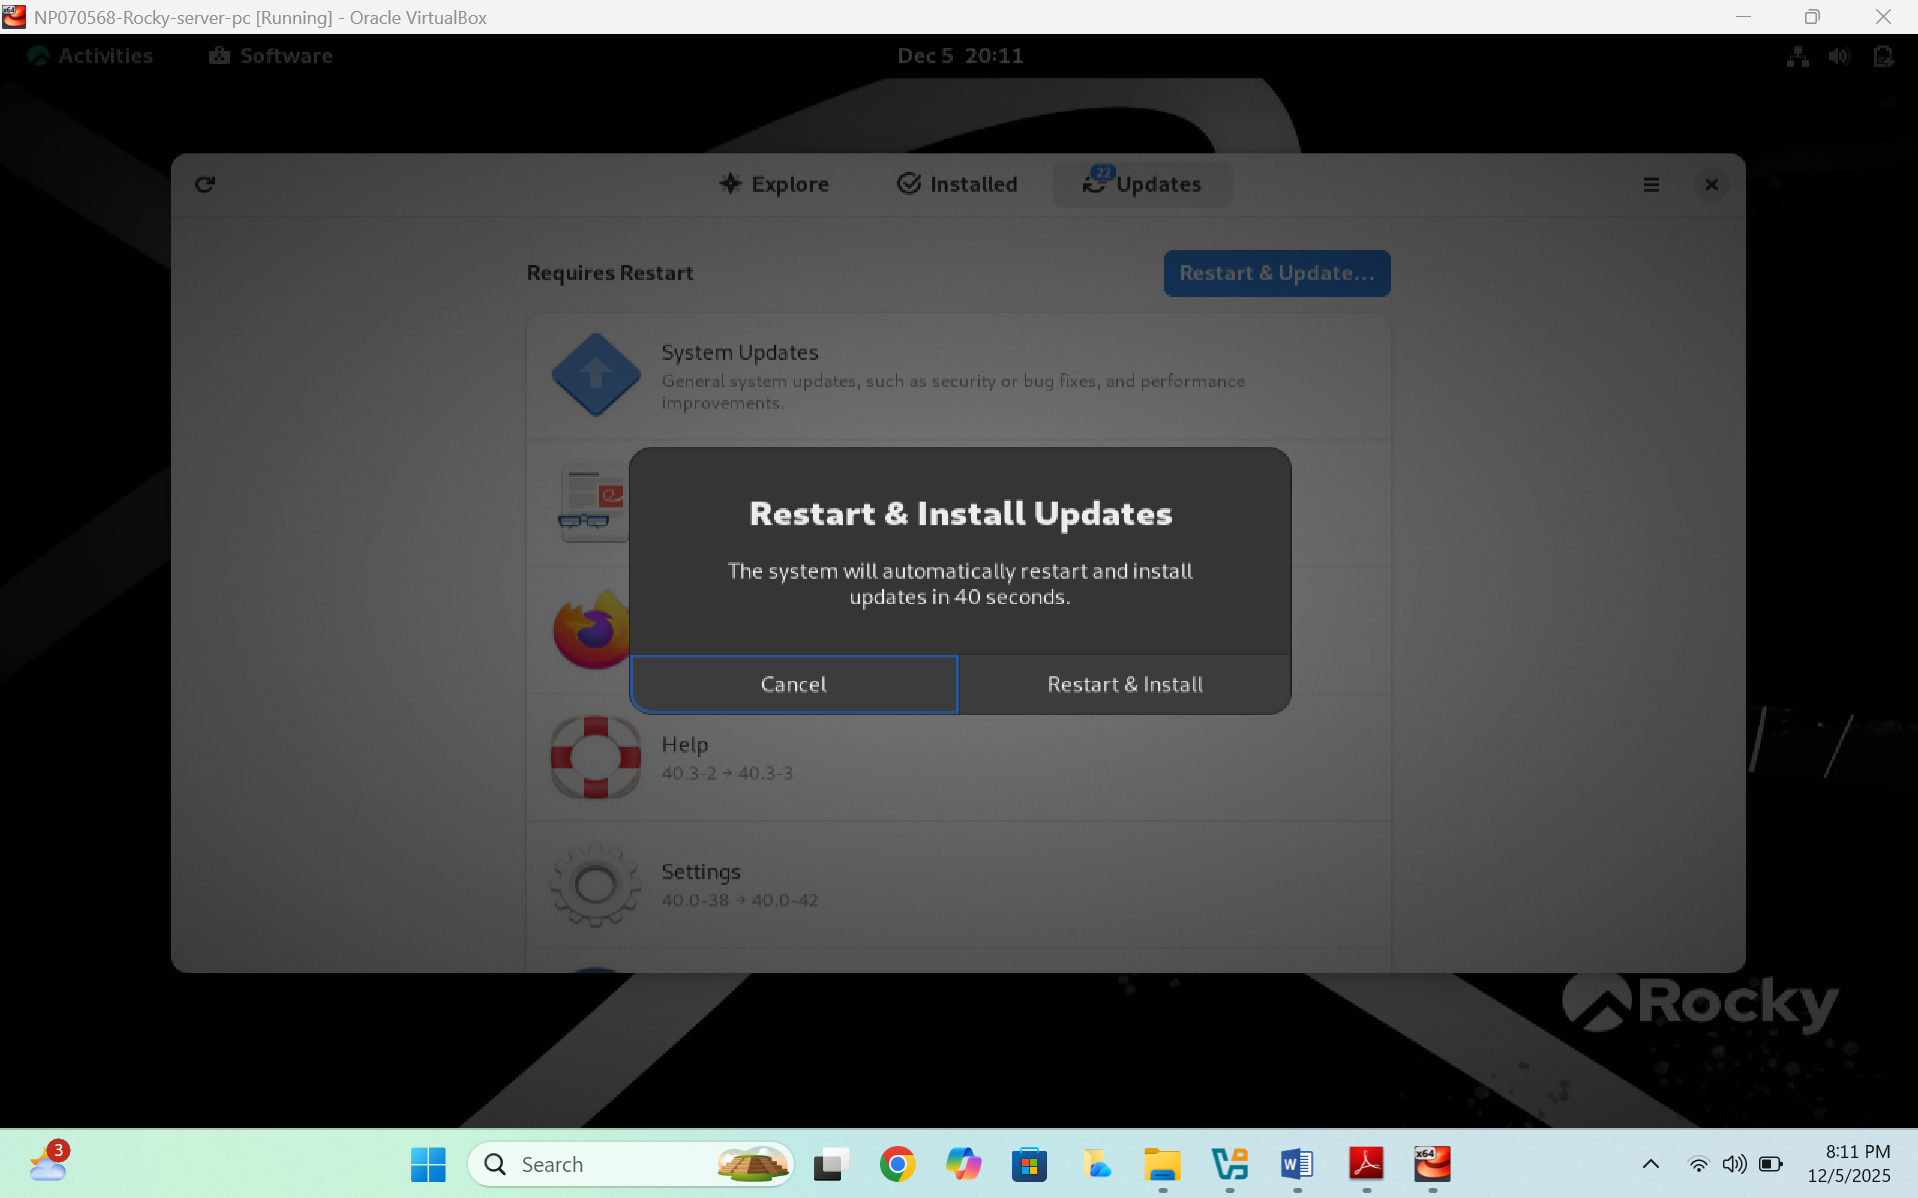 NP070568-Rocky-server-pc [Running] - Oracle VirtualBox
Activities
Software
Dec 5 20:11
Explore
Installed
22
Updates
Requires Restart
Restart & Update...
System Updates
General system updates, such as security or bug fixes, and performance
improvements.
Restart & Install Updates
The system will automatically restart and install
updates in 40 seconds.
Cancel
Restart & Install
Help
40.3-2 → 40.3-3
Settings
40.0-38 → 40.0-42
Rocky
3
Search
x64
8:11 PM
12/5/2025